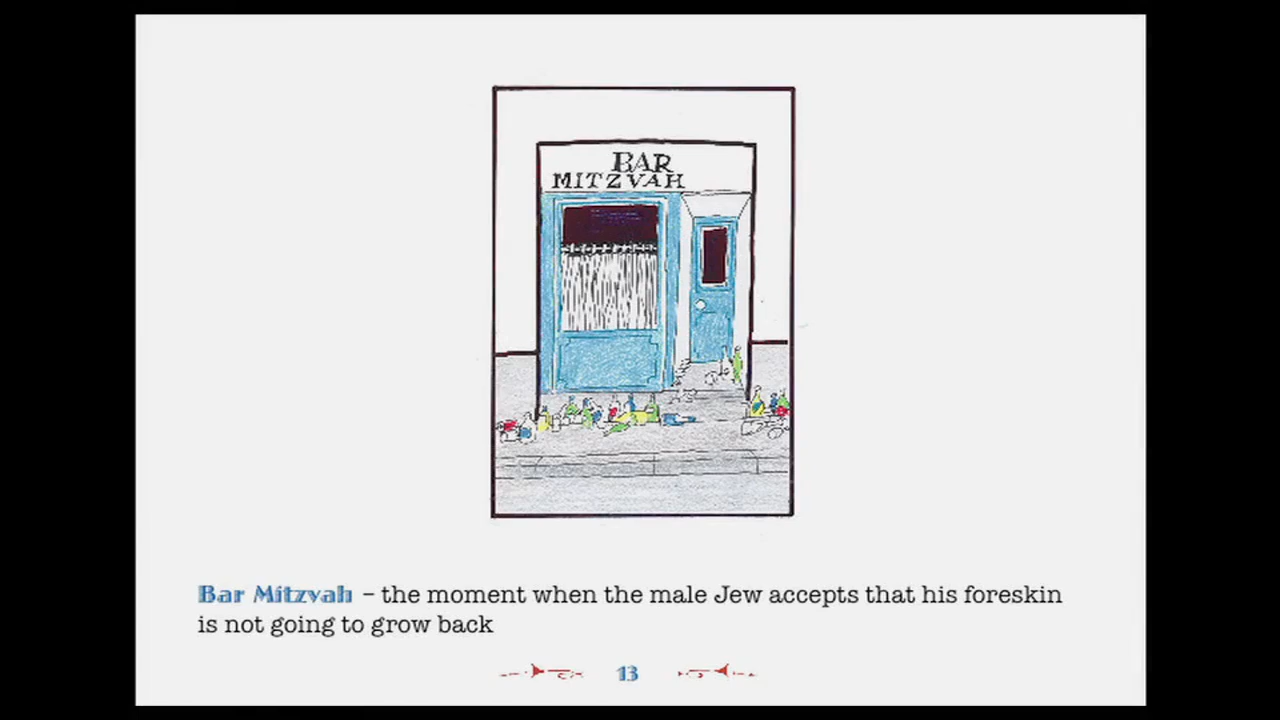 BAR
MITZVAH
Bar Mitzvah – the moment when the male Jew accepts that his foreskin
is not going to grow back
13